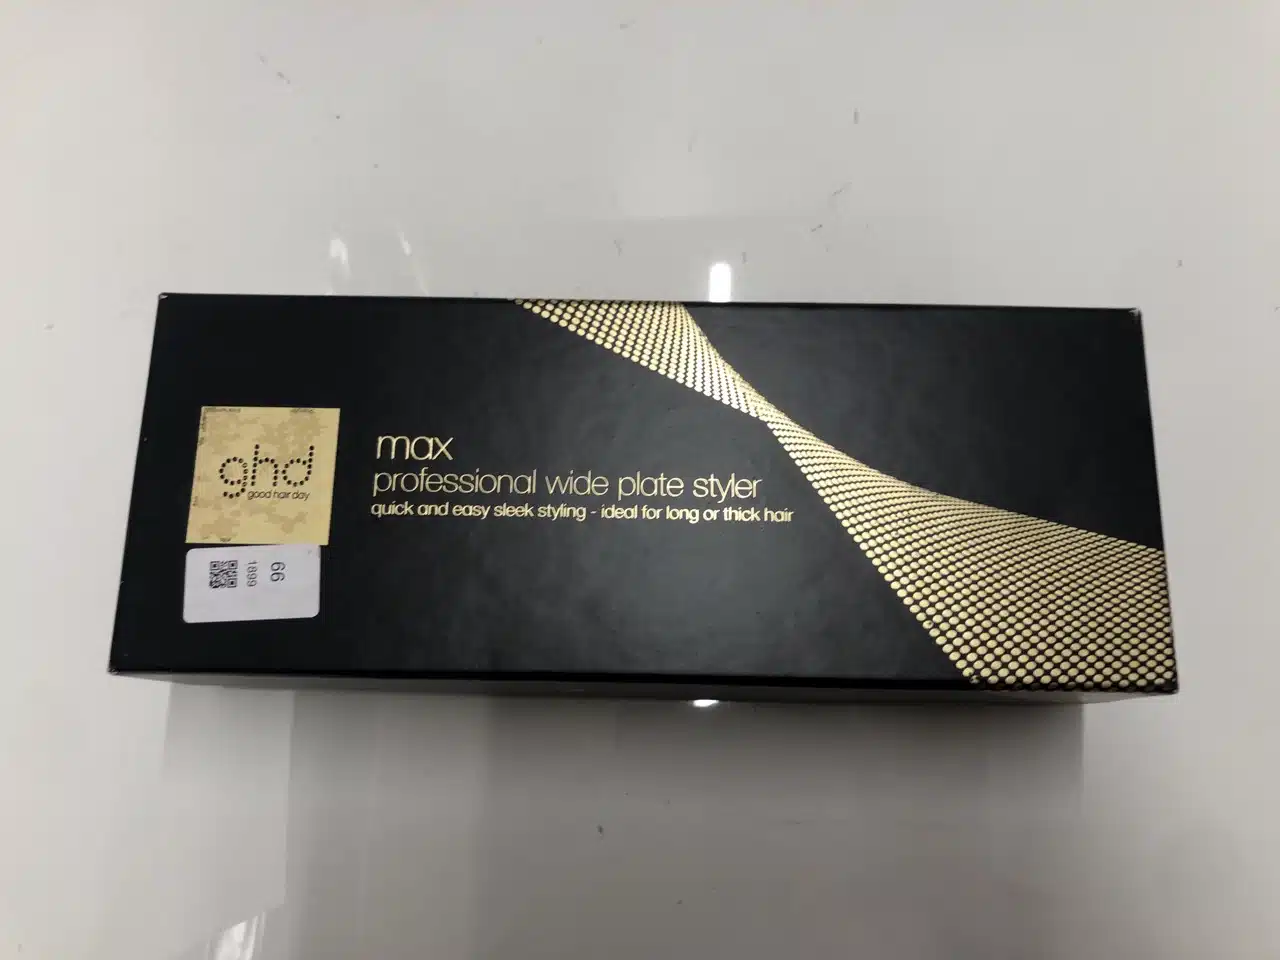 ghd
good hair day
max
professional wide plate styler
quick and easy sleek styling - ideal for long or thick hair
66
1899